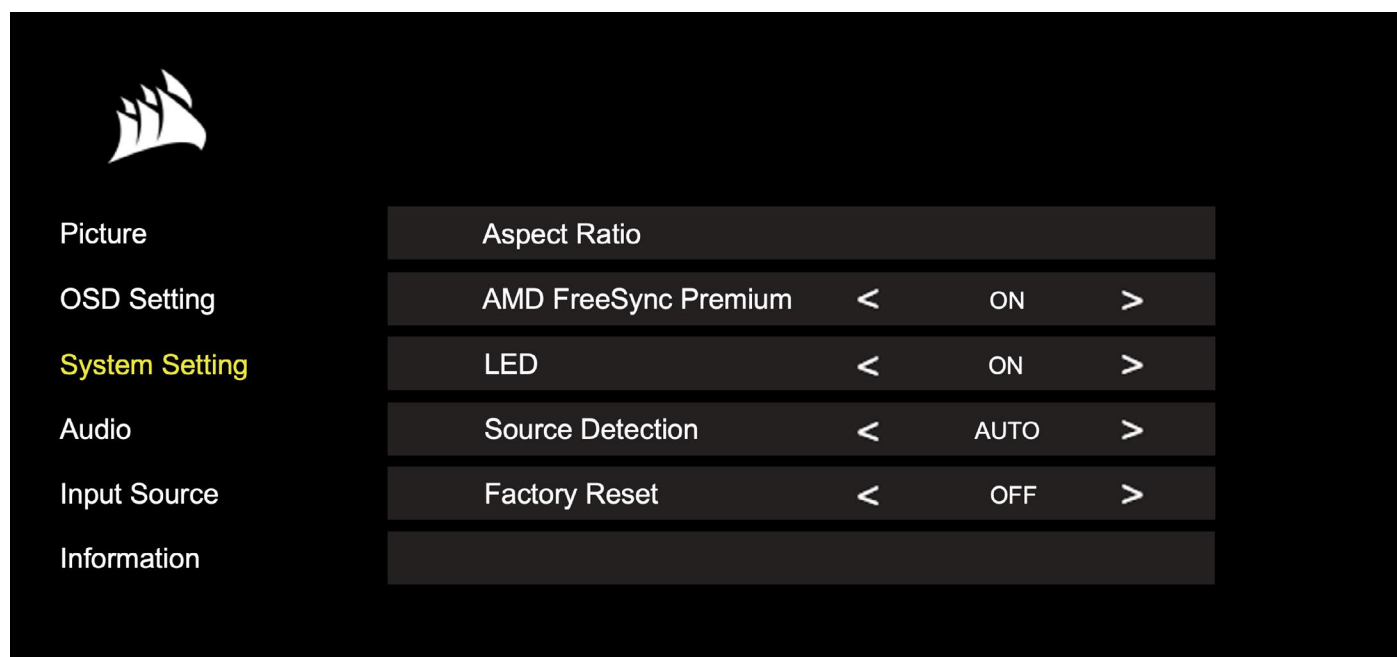 Picture Aspect Ratio
OSD Setting AMD FreeSync Premium < ON >
System Setting LED < ON >
Audio Source Detection < AUTO >
Input Source Factory Reset < OFF >
Information